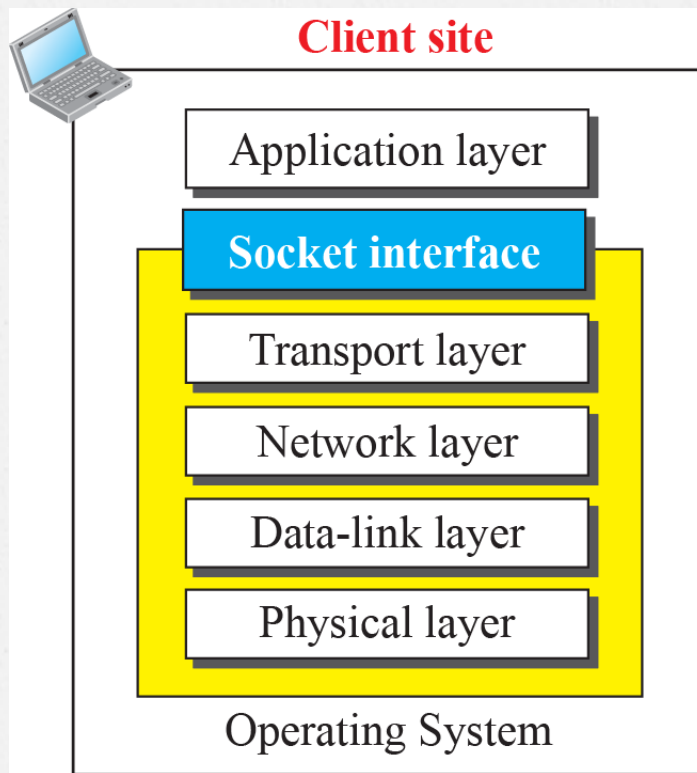 Client site
Application layer
Socket interface
Transport layer
Network layer
Data-link layer
Physical layer
Operating System